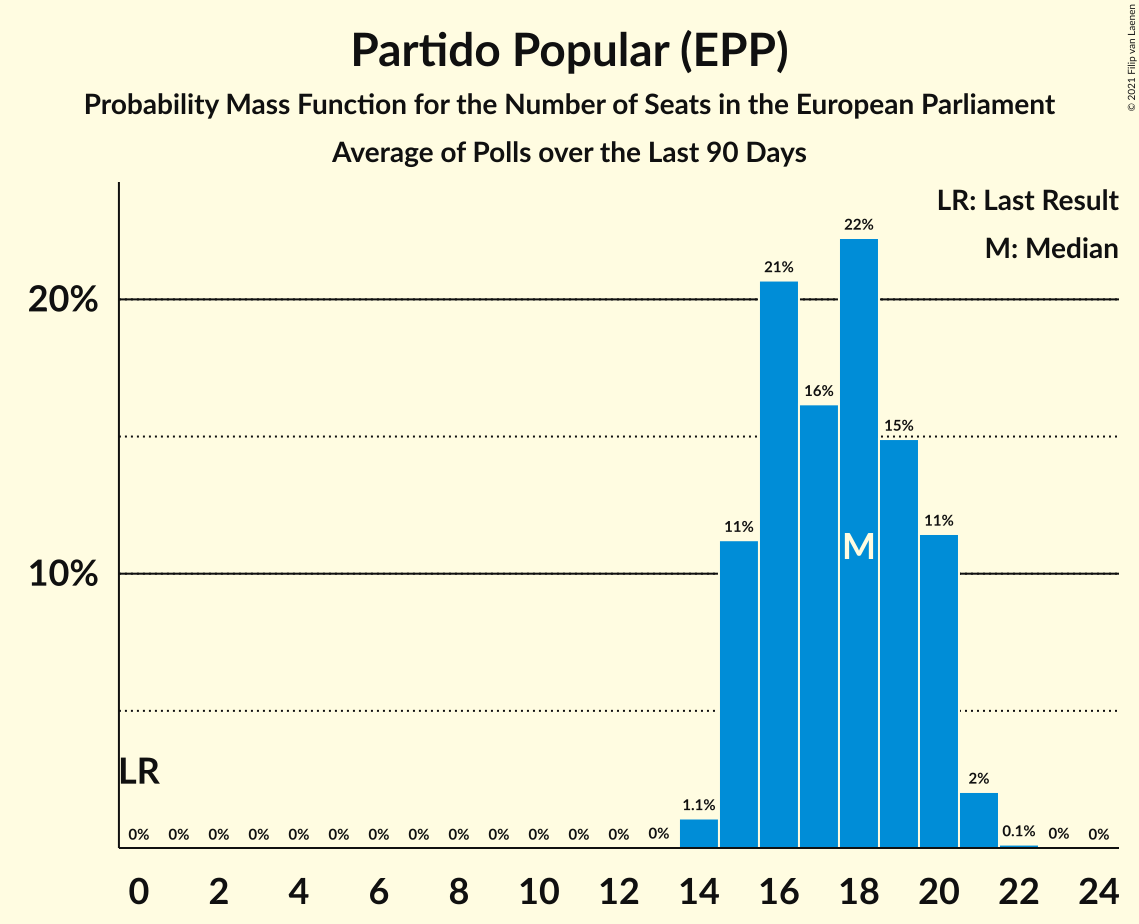 Partido Popular (EPP)
Probability Mass Function for the Number of Seats in the European Parliament
Average of Polls over the Last 90 Days
© 2021 Filip van Laenen
LR: Last Result
M: Median
22%
21%
20%
16%
15%
11%
11%
M
10%
LR
2%
1.1%
0% 0% 0% 0% 0% 0% 0% 0% 0% 0% 0% 0% 0% 0% 0.1% 0% 0%
0 2 4 6 8 10 12 14 16 18 20 22 24